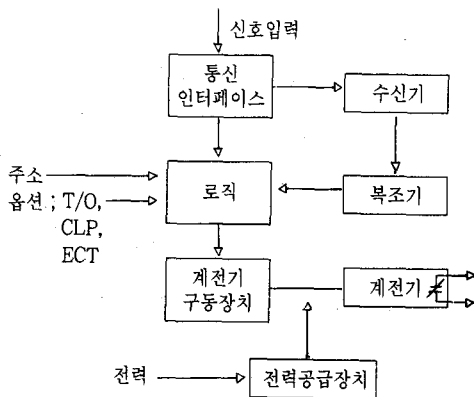 신호입력
통신
인터페이스
수신기
주소
옵션 ; T/O,
CLP,
ECT
로직
복조기
계전기
구동장치
계전기
전력
전력공급장치